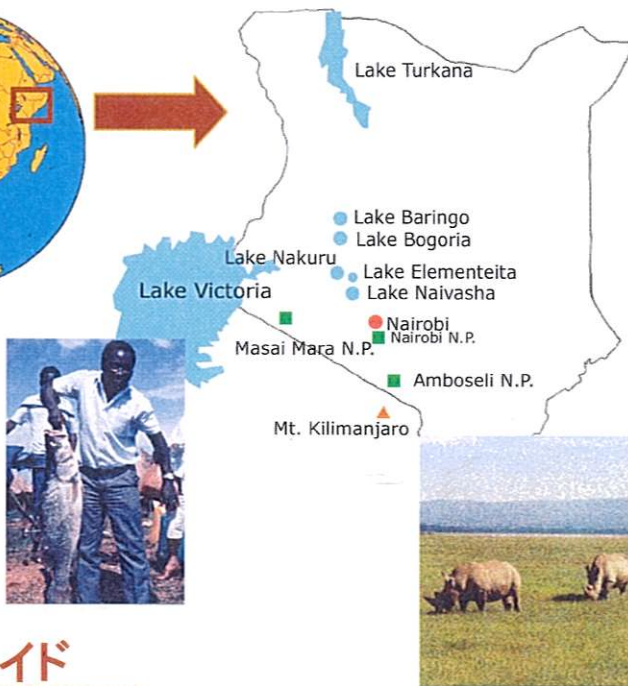 Lake Turkana
Lake Baringo
Lake Bogoria
Lake Nakuru
Lake Elementeita
Lake Victoria
Lake Naivasha
Nairobi
Masai Mara N.P.
Nairobi N.P.
Amboseli N.P.
Mt. Kilimanjaro
イド